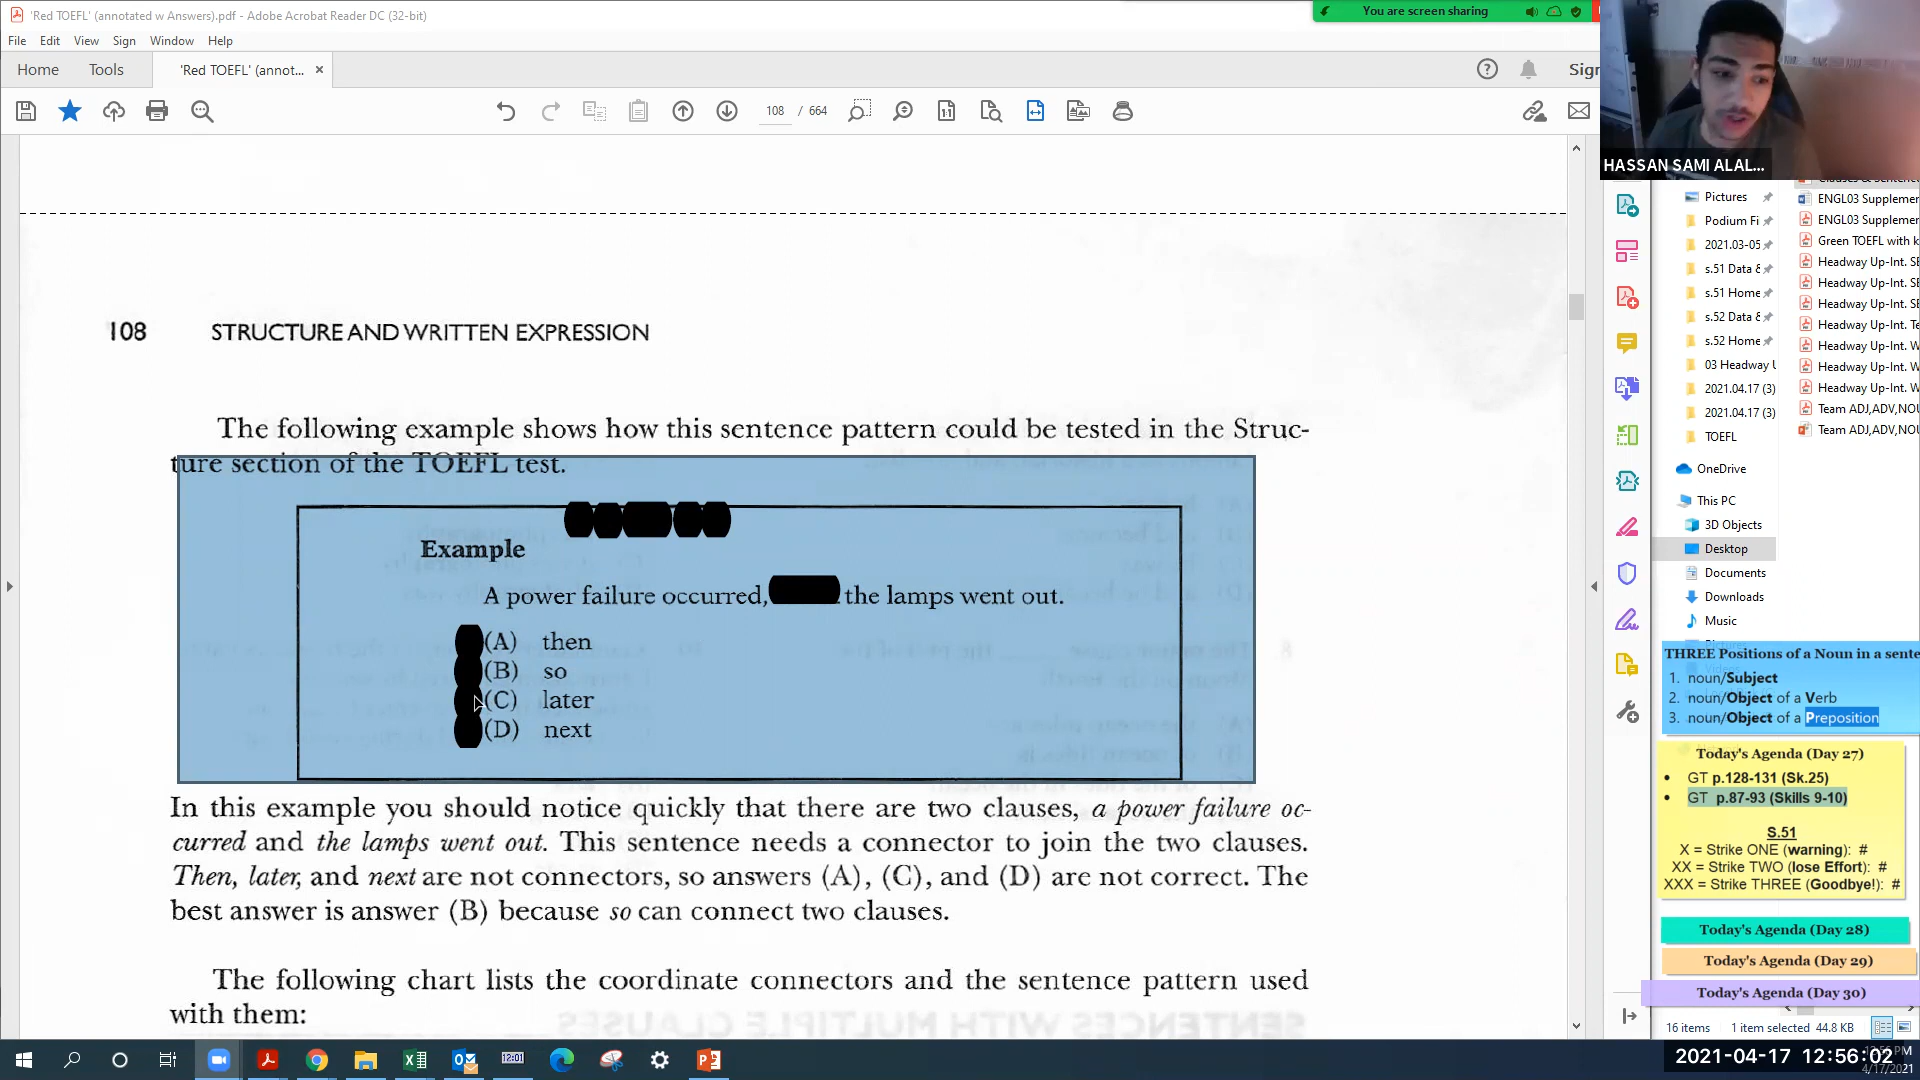 'Red TOEFL' (annotated w Answers).pdf - Adobe Acrobat Reader DC (32-bit)
You are screen sharing
File Edit View Sign Window Help
Home Tools 'Red TOEFL' (annot... ×
Sign
108 / 664
HASSAN SAMI ALAL...
108 STRUCTURE AND WRITTEN EXPRESSION
The following example shows how this sentence pattern could be tested in the Struc-
ture section of the TOEFL test.
Example
A power failure occurred, the lamps went out.
(A) then
(B) so
(C) later
(D) next
In this example you should notice quickly that there are two clauses, a power failure oc-
curred and the lamps went out. This sentence needs a connector to join the two clauses.
Then, later, and next are not connectors, so answers (A), (C), and (D) are not correct. The
best answer is answer (B) because so can connect two clauses.
The following chart lists the coordinate connectors and the sentence pattern used
with them:
Pictures
Podium Fi
2021.03-05
s.51 Data &
s.51 Home
s.52 Data &
s.52 Home
03 Headway U
2021.04.17 (3)
2021.04.17 (3)
TOEFL
OneDrive
This PC
3D Objects
Desktop
Documents
Downloads
Music
ENGL03 Supplemer
ENGL03 Supplemer
Green TOEFL with k
Headway Up-Int. SE
Headway Up-Int. SE
Headway Up-Int. SE
Headway Up-Int. Te
Headway Up-Int. W
Headway Up-Int. W
Headway Up-Int. W
Team ADJ,ADV,NOU
Team ADJ,ADV,NOU
THREE Positions of a Noun in a sente
1. noun/Subject
2. noun/Object of a Verb
3. noun/Object of a Preposition
Today's Agenda (Day 27)
• GT p.128-131 (Sk.25)
• GT p.87-93 (Skills 9-10)
S.51
X = Strike ONE (warning): #
XX = Strike TWO (lose Effort): #
XXX = Strike THREE (Goodbye!): #
Today's Agenda (Day 28)
Today's Agenda (Day 29)
Today's Agenda (Day 30)
16 items 1 item selected 44.8 KB
12:01
2021-04-17 12:56:02
4/17/2021